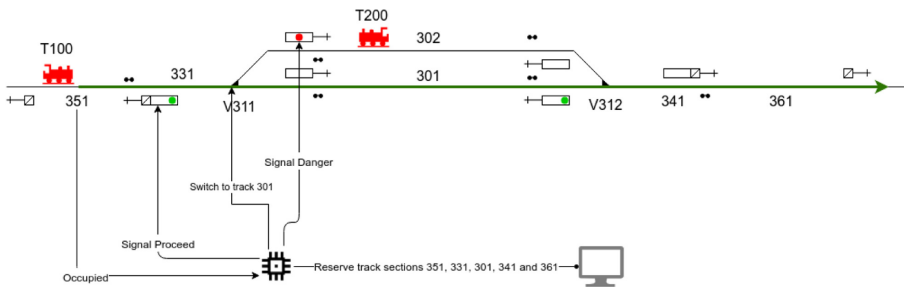 T200
302
T100
331
301
351
V311
V312
341
361
Signal Danger
Switch to track 301
Signal Proceed
Reserve track sections 351, 331, 301, 341 and 361
Occupied